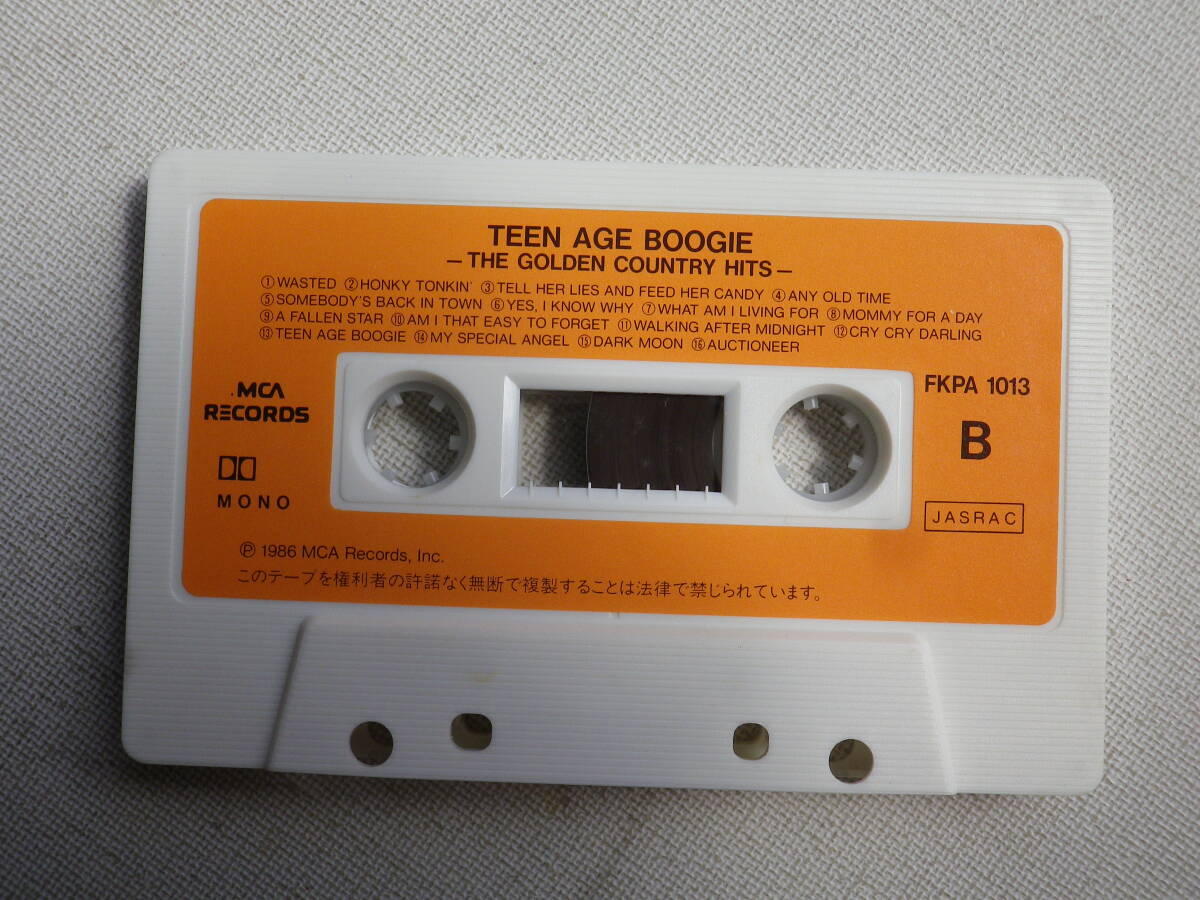 TEEN AGE BOOGIE
– THE GOLDEN COUNTRY HITS –
①WASTED ②HONKY TONKIN' ③TELL HER LIES AND FEED HER CANDY ④ANY OLD TIME
⑤SOMEBODY'S BACK IN TOWN ⑥YES, I KNOW WHY ⑦WHAT AM I LIVING FOR ⑧MOMMY FOR A DAY
⑨A FALLEN STAR ⑩AM I THAT EASY TO FORGET ⑪WALKING AFTER MIDNIGHT ⑫CRY CRY DARLING
⑬TEEN AGE BOOGIE ⑭MY SPECIAL ANGEL ⑮DARK MOON ⑯AUCTIONEER
MCA
RECORDS
MONO
FKPA 1013
B
JASRAC
℗ 1986 MCA Records, Inc.
このテープを権利者の許諾なく無断で複製することは法律で禁じられています。